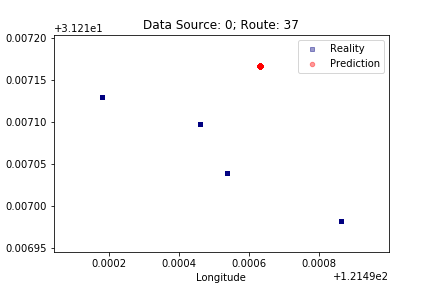 Data Source: 0; Route: 37
+3.121e1
0.00720
0.00715
0.00710
0.00705
0.00700
0.00695
Reality
Prediction
0.0002 0.0004 0.0006 0.0008
Longitude
+1.2149e2